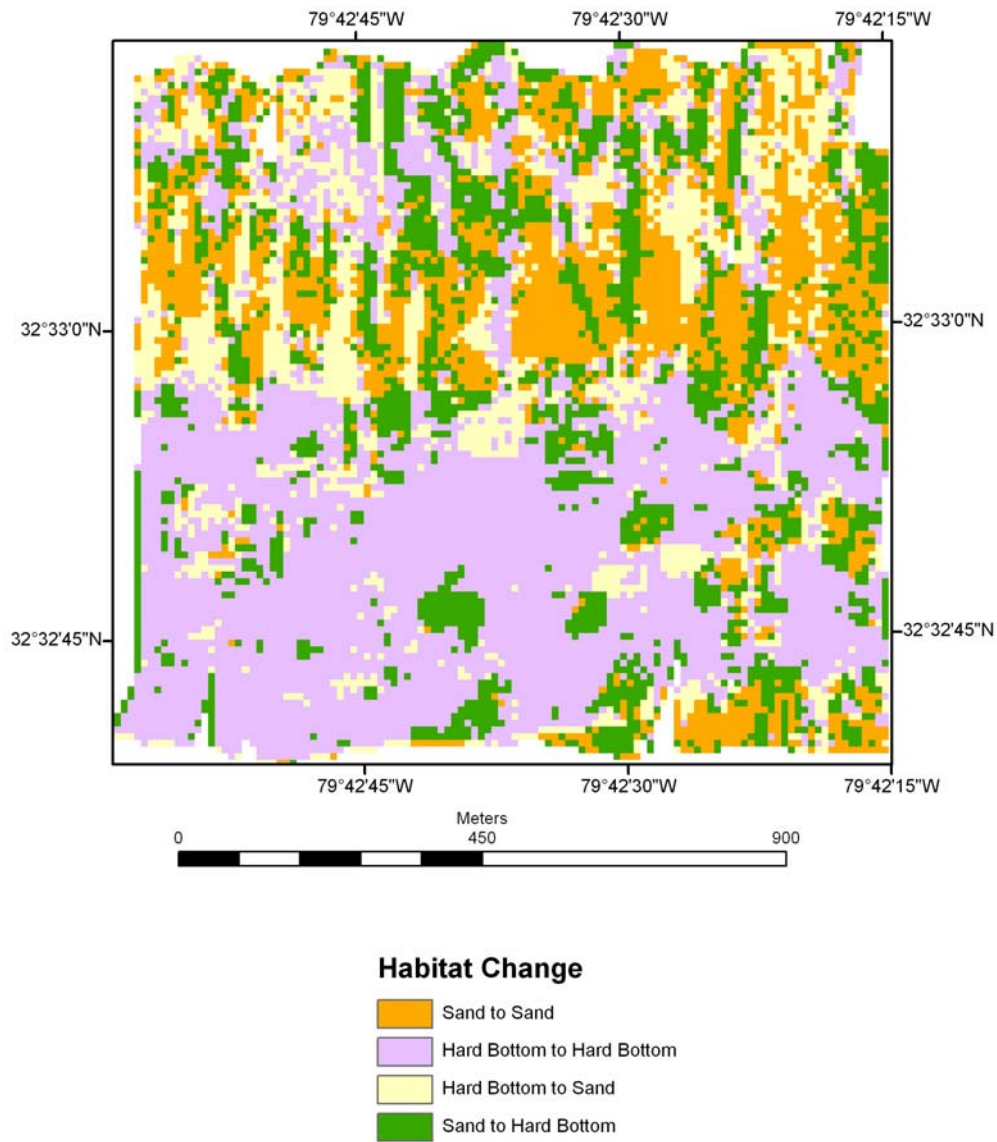 79°42'45"W 79°42'30"W 79°42'15"W
32°33'0"N 32°33'0"N
32°32'45"N 32°32'45"N
79°42'45"W 79°42'30"W 79°42'15"W
Meters
0 450 900
Habitat Change
Sand to Sand
Hard Bottom to Hard Bottom
Hard Bottom to Sand
Sand to Hard Bottom